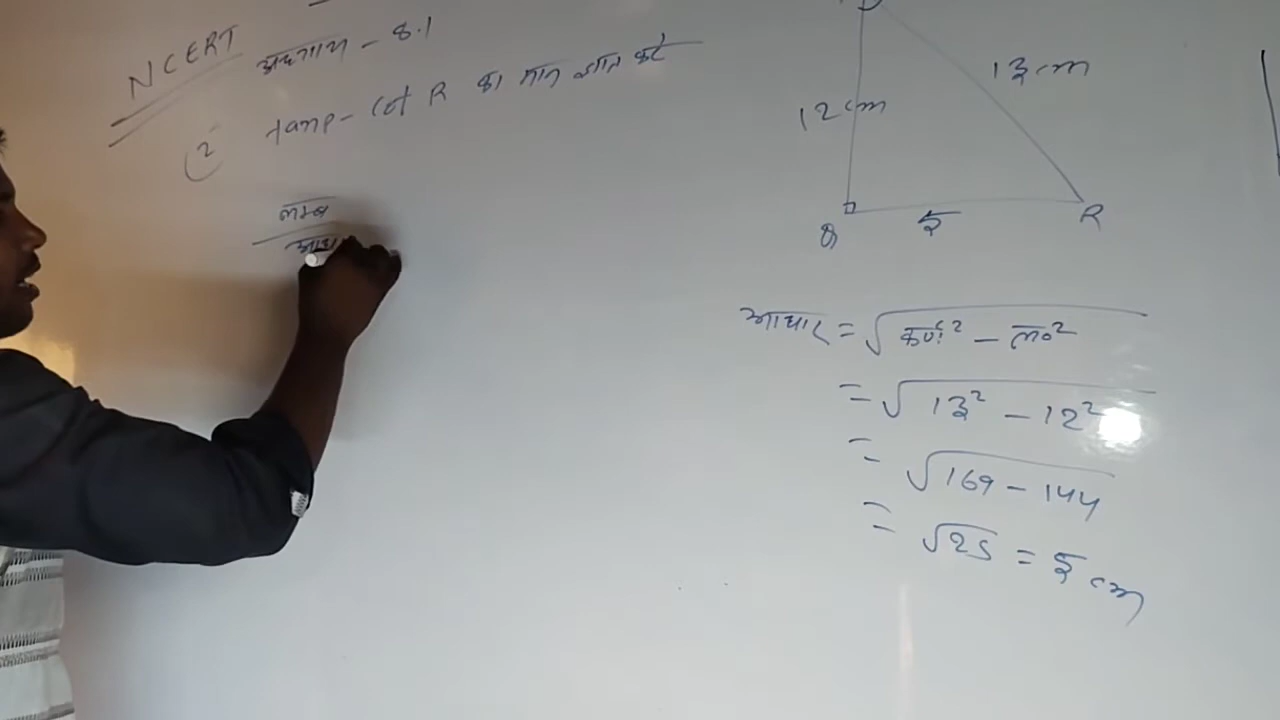 NCERT
अध्याय - 8.1
2 tanp - Cot R का मान ज्ञात करें
लम्ब
12 cm
13 cm
Q
5
R
आधार = √कर्ण² - ल०²
= √13² - 12²
= √169 - 144
= √25 = 5 cm